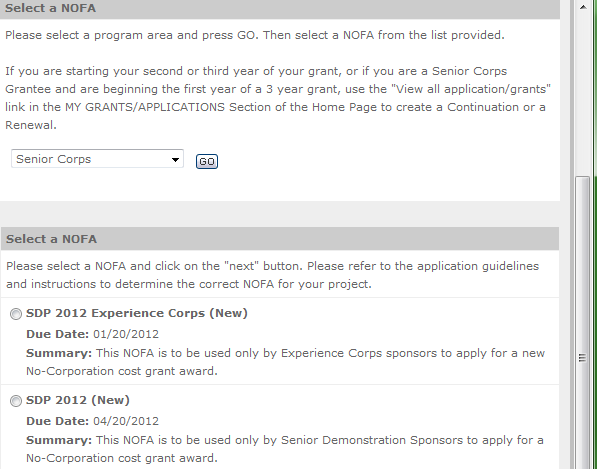 Select a NOFA
Please select a program area and press GO. Then select a NOFA from the list provided.
If you are starting your second or third year of your grant, or if you are a Senior Corps
Grantee and are beginning the first year of a 3 year grant, use the "View all application/grants"
link in the MY GRANTS/APPLICATIONS Section of the Home Page to create a Continuation or a
Renewal.
Senior Corps GO
Select a NOFA
Please select a NOFA and click on the "next" button. Please refer to the application guidelines
and instructions to determine the correct NOFA for your project.
SDP 2012 Experience Corps (New)
Due Date: 01/20/2012
Summary: This NOFA is to be used only by Experience Corps sponsors to apply for a new
No-Corporation cost grant award.
SDP 2012 (New)
Due Date: 04/20/2012
Summary: This NOFA is to be used only by Senior Demonstration Sponsors to apply for a
No-Corporation cost grant award.